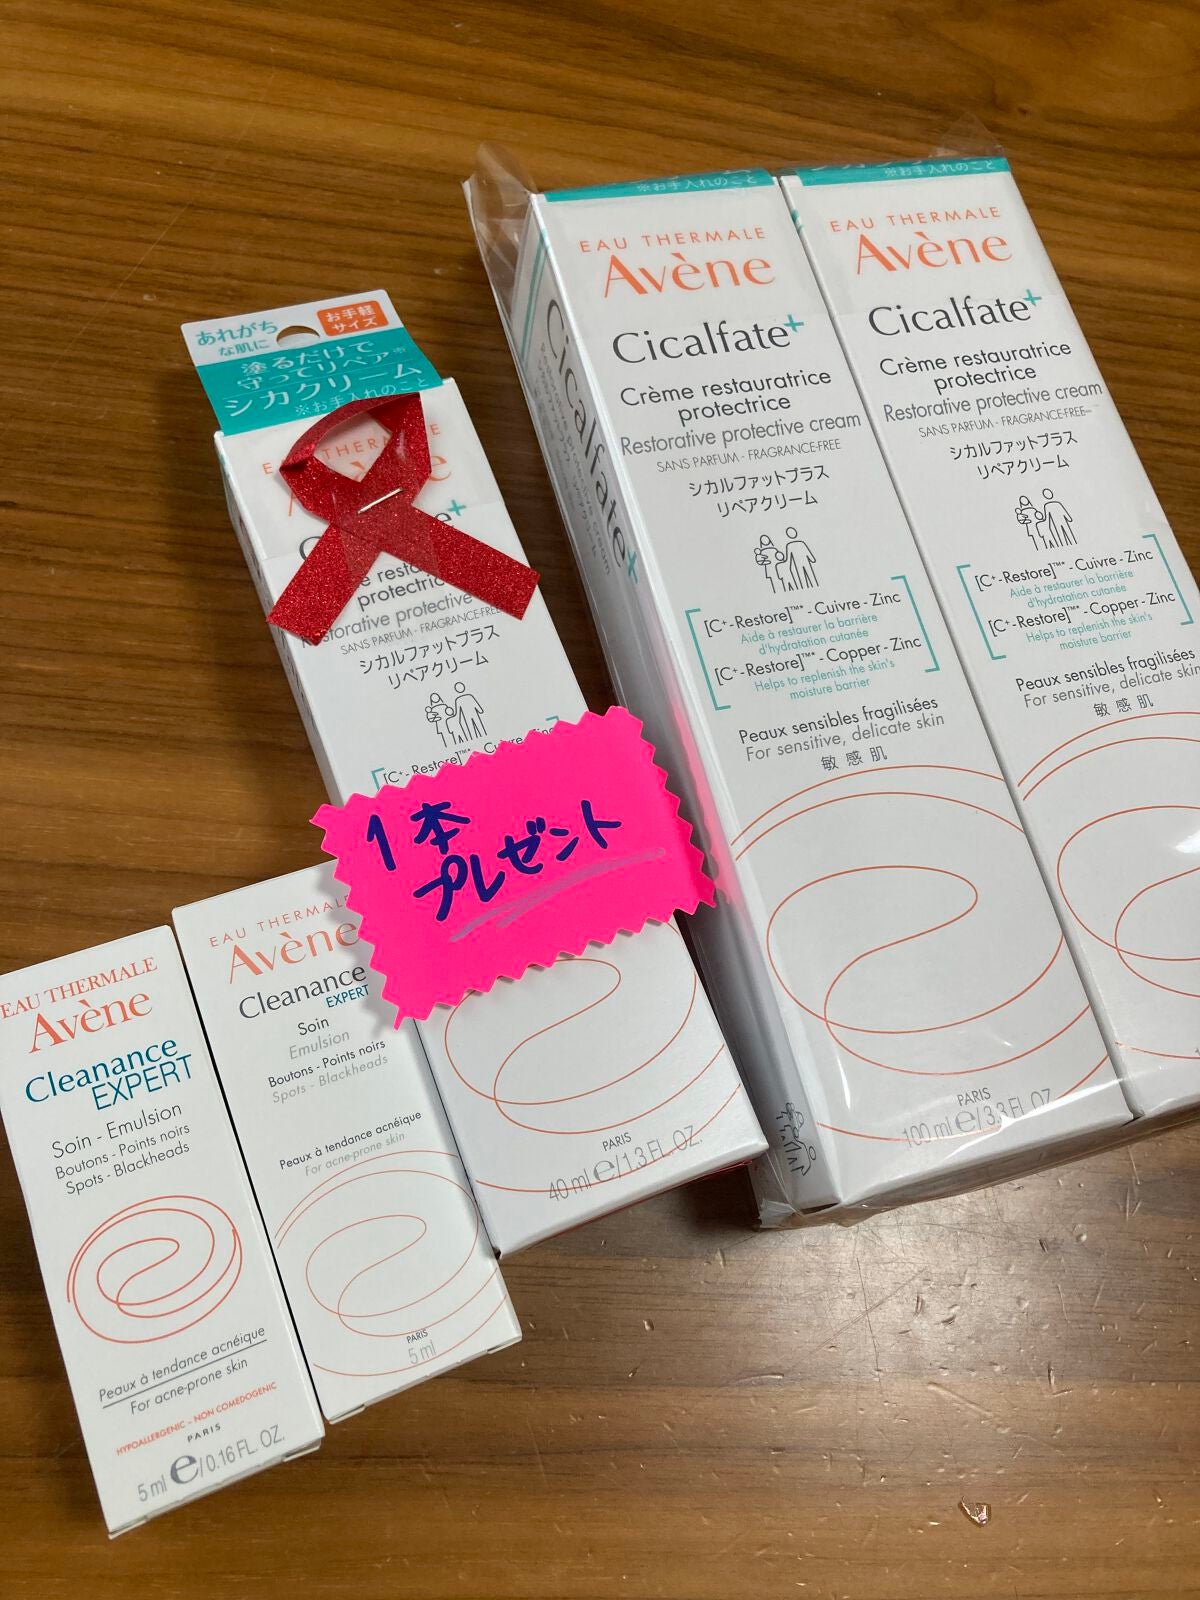 EAU THERMALE
Avène
Cleanance
EXPERT
Soin - Emulsion
Boutons - Points noirs
Spots - Blackheads
Peaux à tendance acnéique
For acne-prone skin
HYPOALLERGENIC - NON COMEDOGENIC
PARIS
5 ml e/0.16 FL. OZ.
EAU THERMALE
Avène
Cleanance
EXPERT
Soin
Emulsion
Boutons - Points noirs
Spots - Blackheads
Peaux à tendance acnéique
For acne-prone skin
PARIS
5 ml
あれがち
な肌に
お手軽
サイズ
塗るだけで
守ってリペア※
シカクリーム
※お手入れのこと
protectric
SANS PARFUM - FRAGRANCE-FREE
シカルファットプラス
リペアクリーム
1本
プレゼント
PARIS
40 ml e/1.3 FL. OZ.
※お手入れのこと
EAU THERMALE
Avène
Cicalfate+
Crème restauratrice
protectrice
Restorative protective cream
SANS PARFUM - FRAGRANCE-FREE
シカルファットプラス
リペアクリーム
[C+-Restore]™* - Cuivre - Zinc
Aide à restaurer la barrière
d'hydratation cutanée
[C+-Restore]™* - Copper - Zinc
Helps to replenish the skin's
moisture barrier
Peaux sensibles fragilisées
For sensitive, delicate skin
敏感肌
PARIS
100 ml e/3.3 FL. OZ.
Cicalfate+
※お手入れのこと
EAU THERMALE
Avène
Cicalfate+
Crème restauratrice
protectrice
Restorative protective cream
SANS PARFUM - FRAGRANCE-FREE
シカルファットプラス
リペアクリーム
[C+-Restore]™* - Cuivre - Zinc
Aide à restaurer la barrière
d'hydratation cutanée
[C+-Restore]™* - Copper - Zinc
Helps to replenish the skin's
moisture barrier
Peaux sensibles fragilisées
For sensitive, delicate skin
敏感肌